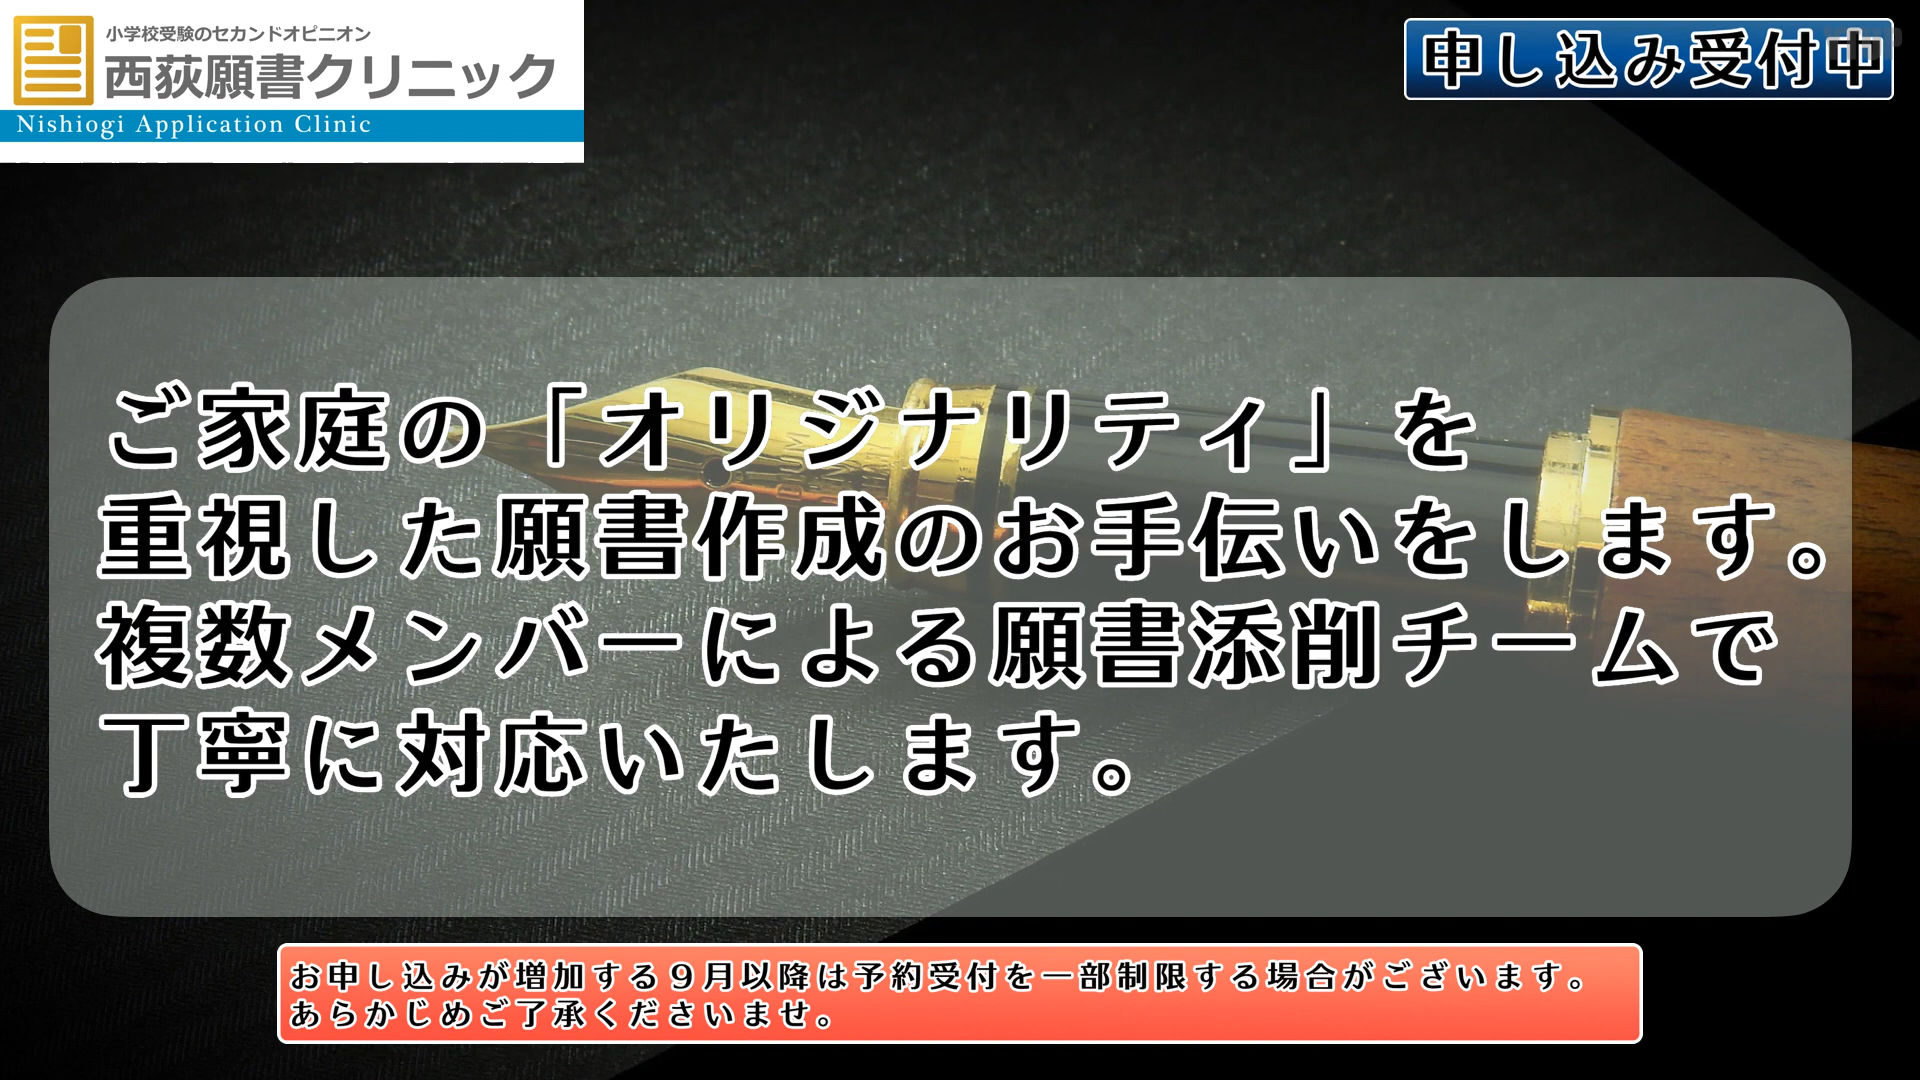 小学校受験のセカンドオピニオン
西荻願書クリニック
Nishiogi Application Clinic
申し込み受付中
ご家庭の「オリジナリティ」を
重視した願書作成のお手伝いをします。
複数メンバーによる願書添削チームで
丁寧に対応いたします。
お申し込みが増加する９月以降は予約受付を一部制限する場合がございます。
あらかじめご了承くださいませ。